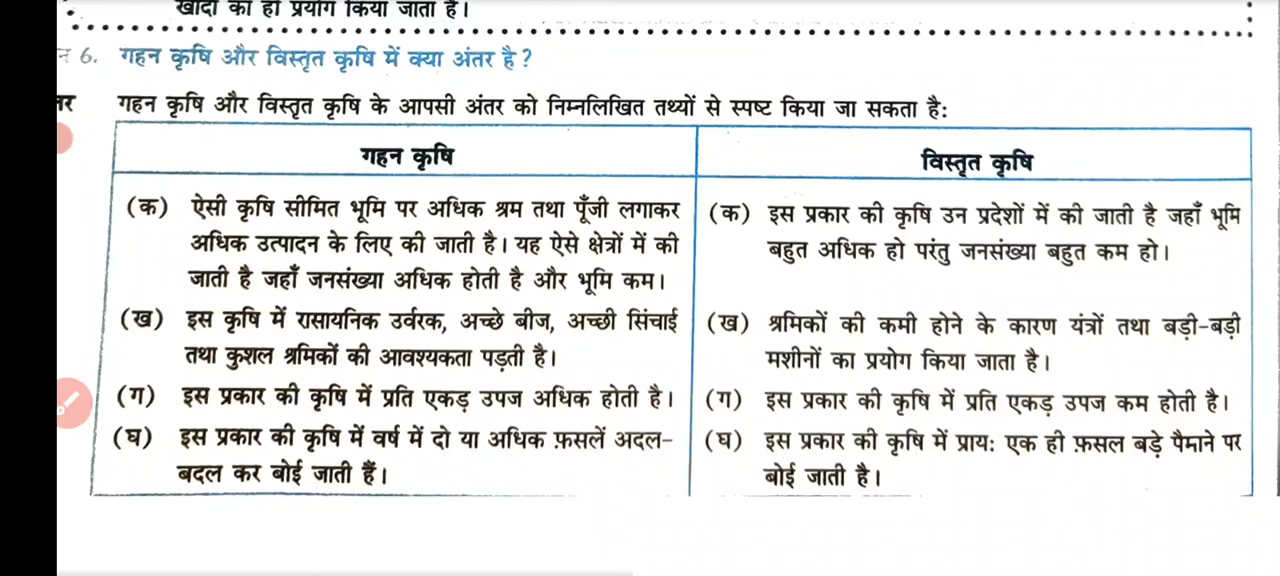 खादों का ही प्रयोग किया जाता है।
न 6. गहन कृषि और विस्तृत कृषि में क्या अंतर है ?
तर गहन कृषि और विस्तृत कृषि के आपसी अंतर को निम्नलिखित तथ्यों से स्पष्ट किया जा सकता है:
गहन कृषि
(क) ऐसी कृषि सीमित भूमि पर अधिक श्रम तथा पूँजी लगाकर
अधिक उत्पादन के लिए की जाती है। यह ऐसे क्षेत्रों में की
जाती है जहाँ जनसंख्या अधिक होती है और भूमि कम।
(ख) इस कृषि में रासायनिक उर्वरक, अच्छे बीज, अच्छी सिंचाई
तथा कुशल श्रमिकों की आवश्यकता पड़ती है।
(ग) इस प्रकार की कृषि में प्रति एकड़ उपज अधिक होती है।
(घ) इस प्रकार की कृषि में वर्ष में दो या अधिक फ़सलें अदल-
बदल कर बोई जाती हैं।
विस्तृत कृषि
(क) इस प्रकार की कृषि उन प्रदेशों में की जाती है जहाँ भूमि
बहुत अधिक हो परंतु जनसंख्या बहुत कम हो।
(ख) श्रमिकों की कमी होने के कारण यंत्रों तथा बड़ी-बड़ी
मशीनों का प्रयोग किया जाता है।
(ग) इस प्रकार की कृषि में प्रति एकड़ उपज कम होती है।
(घ) इस प्रकार की कृषि में प्राय: एक ही फ़सल बड़े पैमाने पर
बोई जाती है।